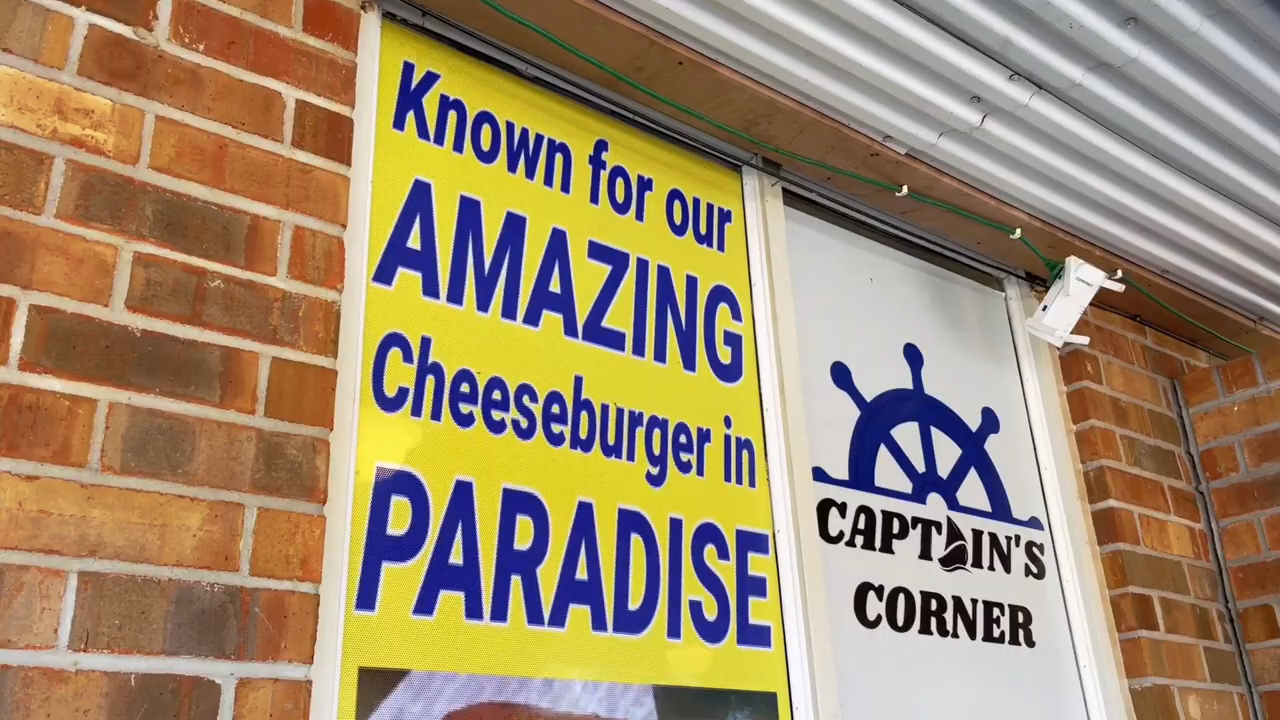 Known for our
AMAZING
Cheeseburger in
PARADISE
CAPTAIN'S
CORNER